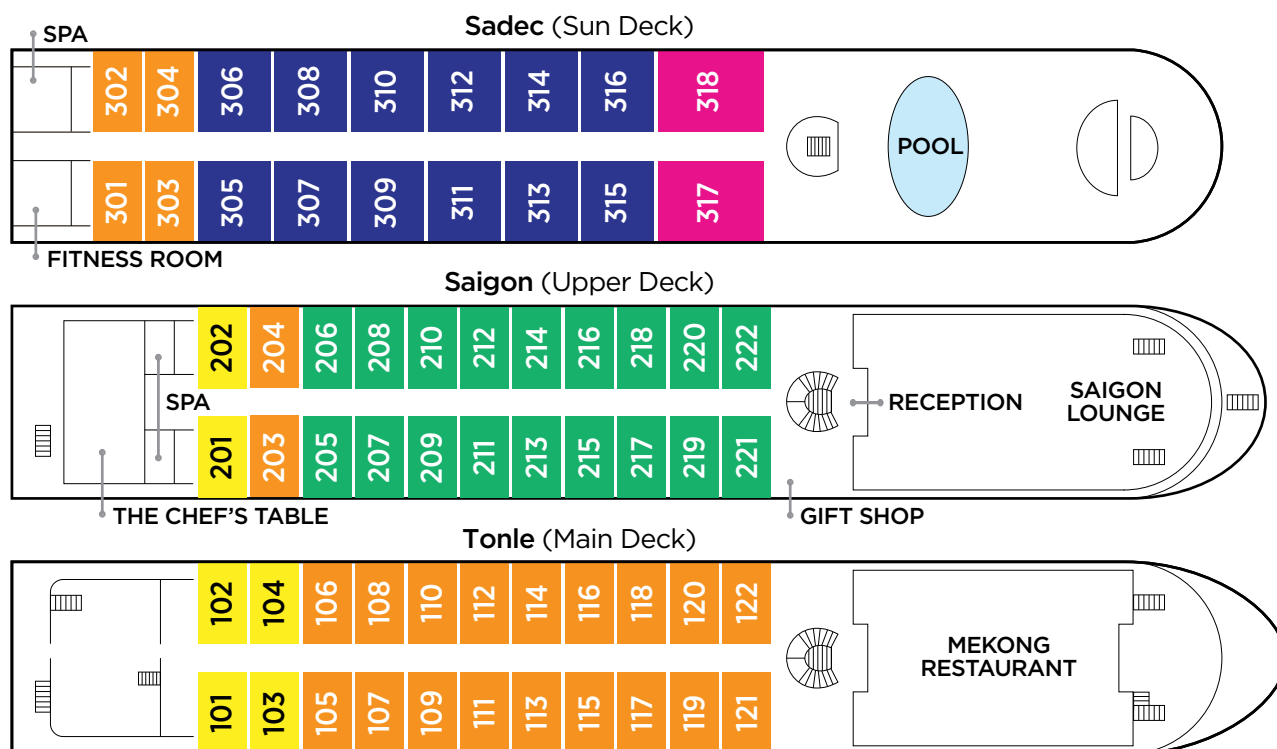 Sadec (Sun Deck)
SPA
302 304 306 308 310 312 314 316 318
POOL
301 303 305 307 309 311 313 315 317
FITNESS ROOM
Saigon (Upper Deck)
202 204 206 208 210 212 214 216 218 220 222
SPA
RECEPTION
SAIGON
LOUNGE
201 203 205 207 209 211 213 215 217 219 221
THE CHEF'S TABLE
GIFT SHOP
Tonle (Main Deck)
102 104 106 108 110 112 114 116 118 120 122
MEKONG
RESTAURANT
101 103 105 107 109 111 113 115 117 119 121